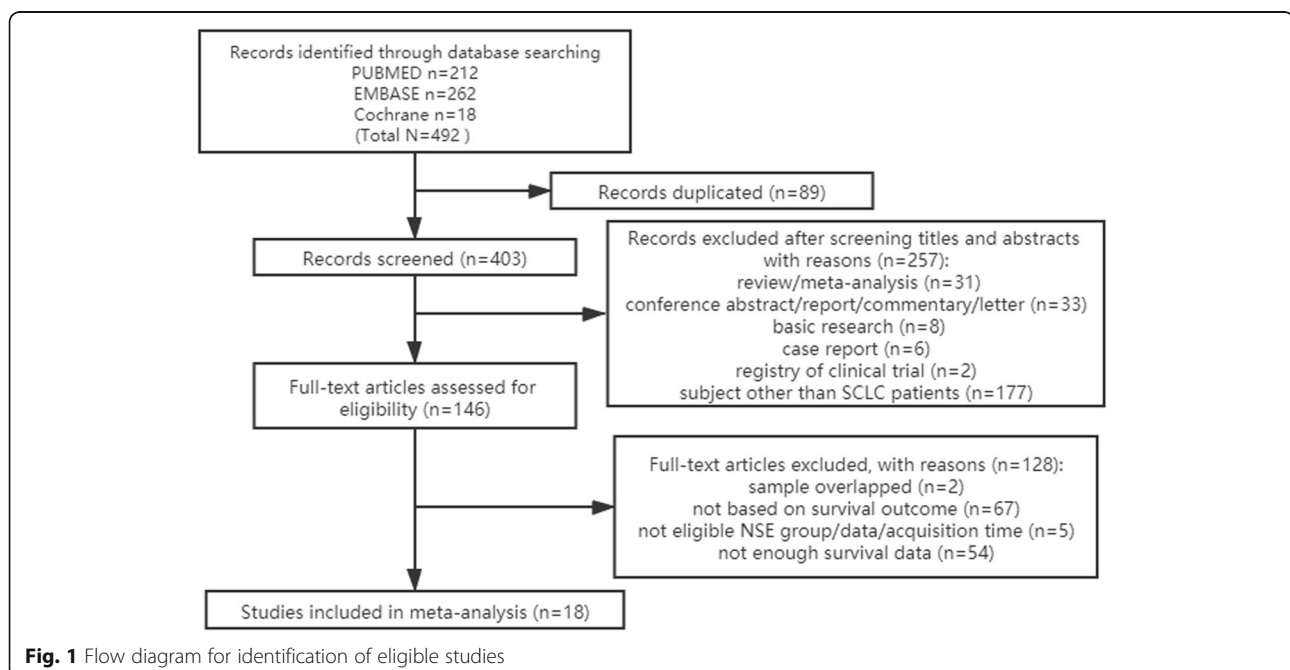 Records identified through database searching
PUBMED n=212
EMBASE n=262
Cochrane n=18
(Total N=492 )
Records duplicated (n=89)
Records screened (n=403)
Records excluded after screening titles and abstracts
with reasons (n=257):
review/meta-analysis (n=31)
conference abstract/report/commentary/letter (n=33)
basic research (n=8)
case report (n=6)
registry of clinical trial (n=2)
subject other than SCLC patients (n=177)
Full-text articles assessed for
eligibility (n=146)
Full-text articles excluded, with reasons (n=128):
sample overlapped (n=2)
not based on survival outcome (n=67)
not eligible NSE group/data/acquisition time (n=5)
not enough survival data (n=54)
Studies included in meta-analysis (n=18)
Fig. 1 Flow diagram for identification of eligible studies